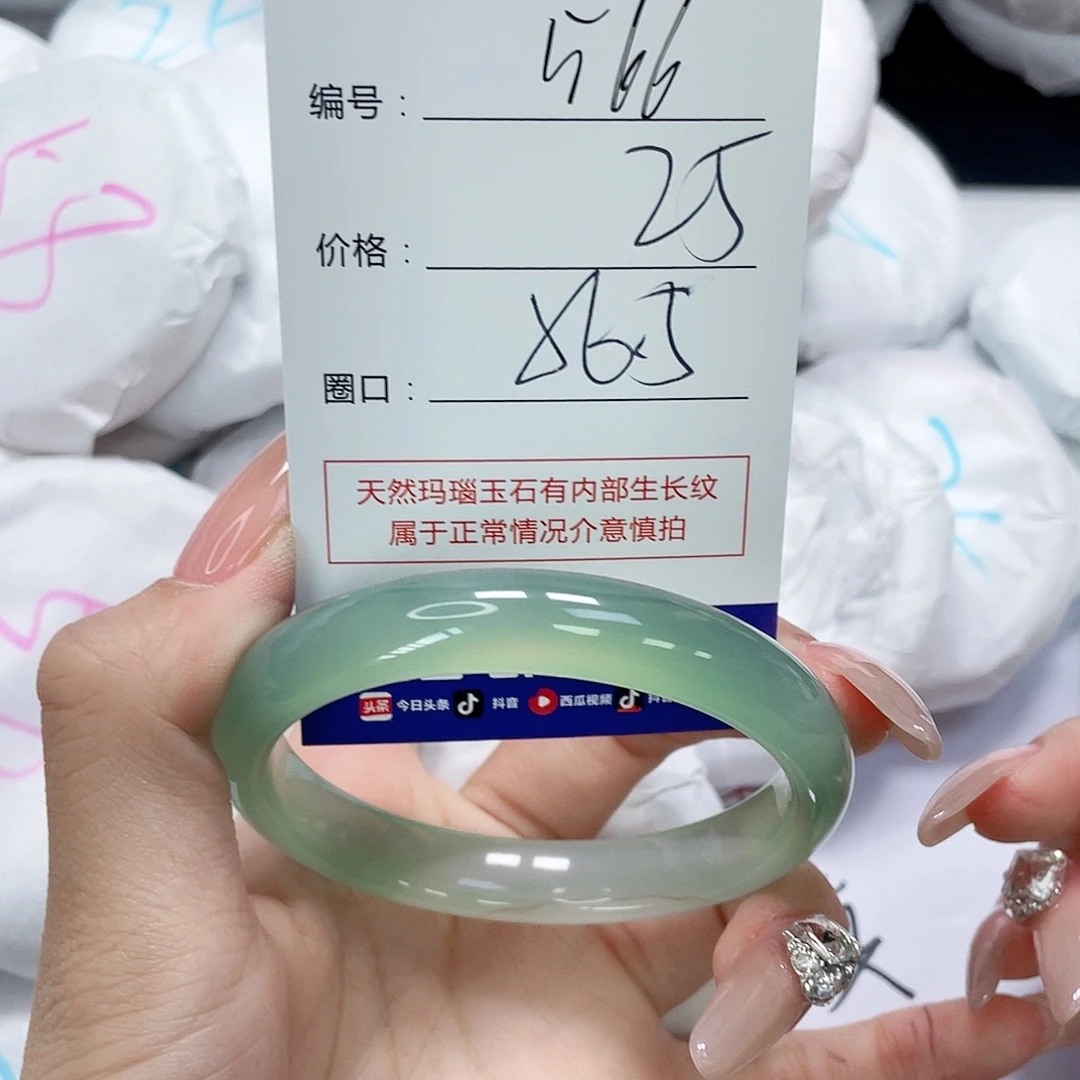 编号：566
价格：25
圈口：
天然玛瑙玉石有内部生长纹
属于正常情况介意慎拍
头条 今日头条 抖音 西瓜视频